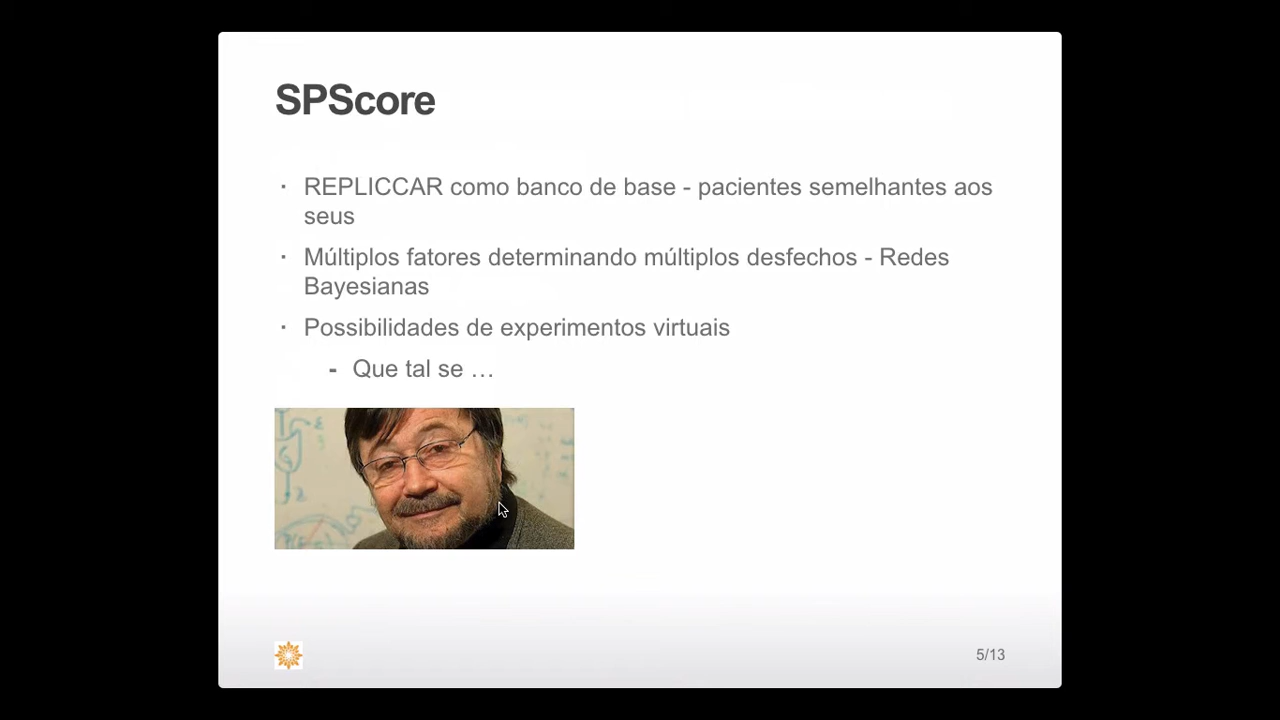 SPScore
· REPLICCAR como banco de base - pacientes semelhantes aos
seus
· Múltiplos fatores determinando múltiplos desfechos - Redes
Bayesianas
· Possibilidades de experimentos virtuais
- Que tal se …
5/13